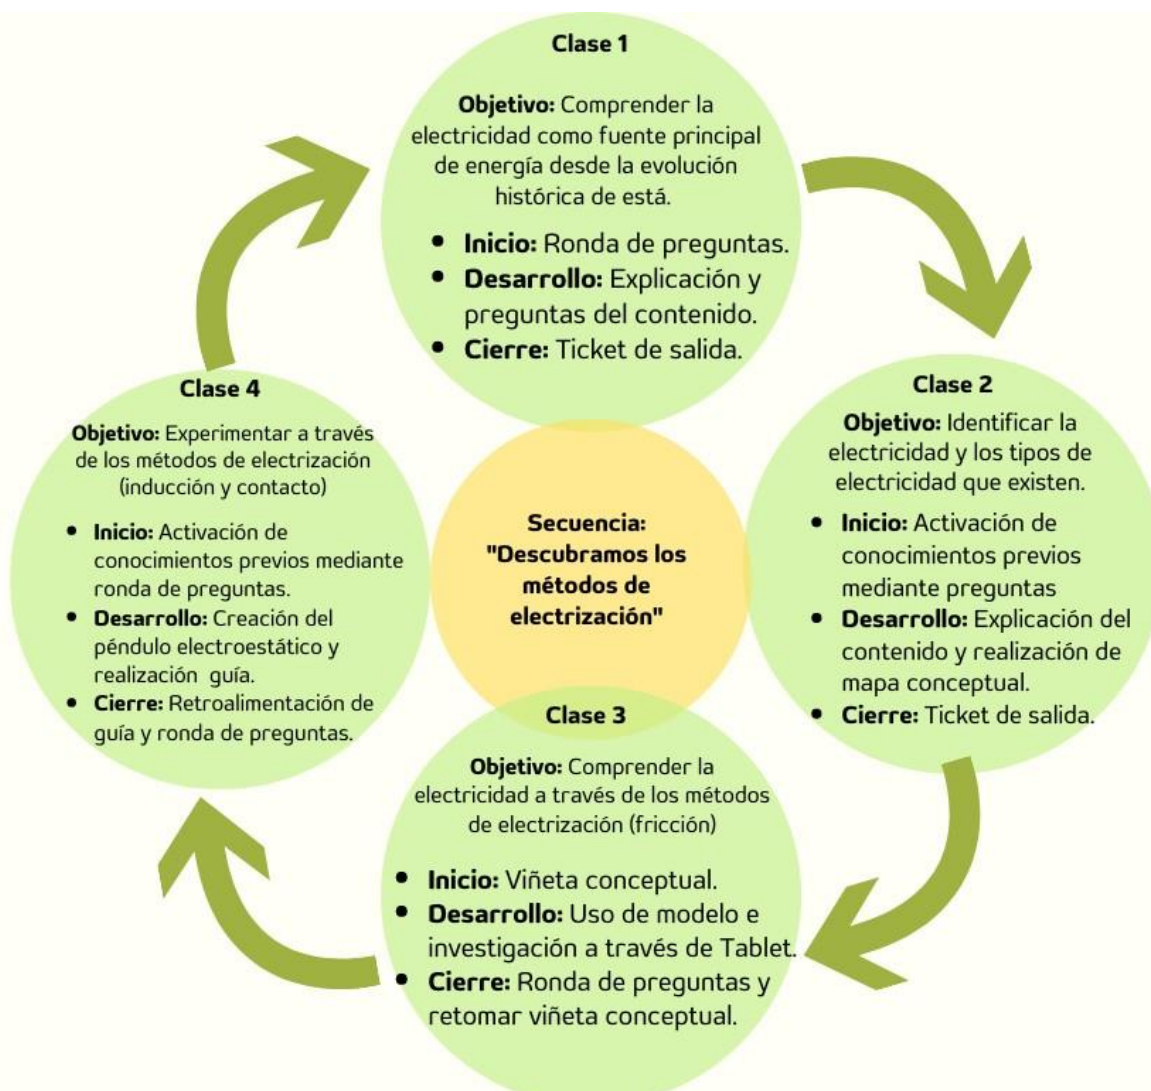 Clase 1
Objetivo: Comprender la
electricidad como fuente principal
de energía desde la evolución
histórica de está.
• Inicio: Ronda de preguntas.
• Desarrollo: Explicación y
preguntas del contenido.
• Cierre: Ticket de salida.
Clase 2
Objetivo: Identificar la
electricidad y los tipos de
electricidad que existen.
• Inicio: Activación de
conocimientos previos
mediante preguntas
• Desarrollo: Explicación del
contenido y realización de
mapa conceptual.
• Cierre: Ticket de salida.
Secuencia:
"Descubramos los
métodos de
electrización"
Clase 3
Objetivo: Comprender la
electricidad a través de los métodos
de electrización (fricción)
• Inicio: Viñeta conceptual.
• Desarrollo: Uso de modelo e
investigación a través de Tablet.
• Cierre: Ronda de preguntas y
retomar viñeta conceptual.
Clase 4
Objetivo: Experimentar a través
de los métodos de electrización
(inducción y contacto)
• Inicio: Activación de
conocimientos previos mediante
ronda de preguntas.
• Desarrollo: Creación del
péndulo electroestático y
realización guía.
• Cierre: Retroalimentación de
guía y ronda de preguntas.